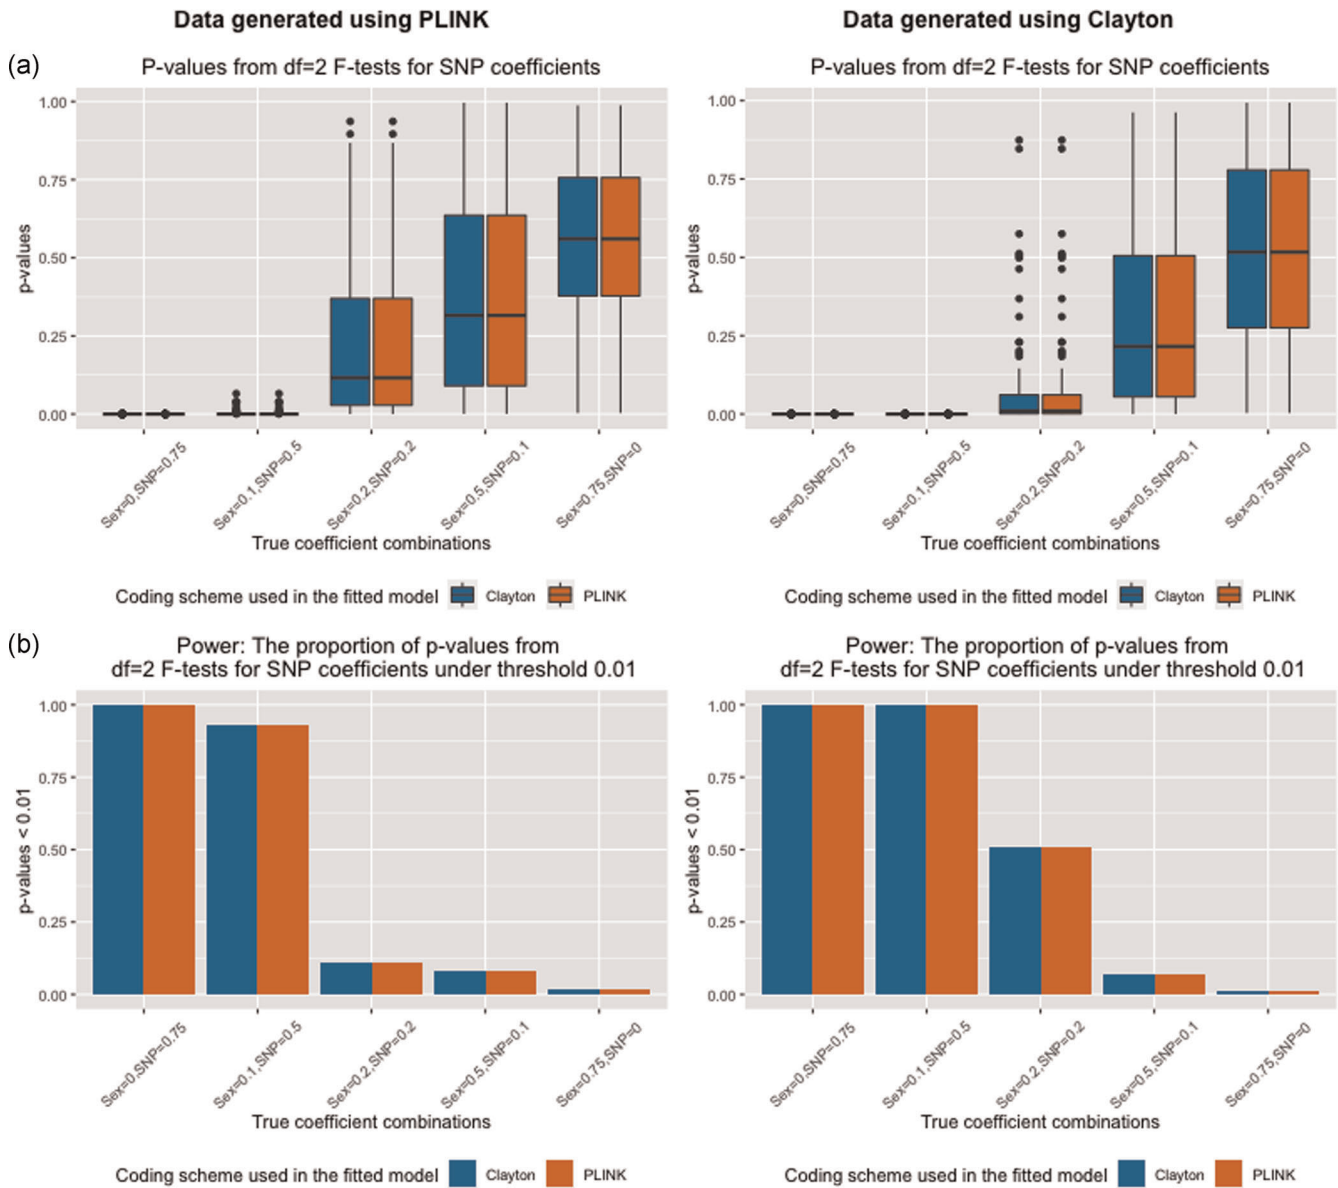 Data generated using PLINK
Data generated using Clayton
(a)
P-values from df=2 F-tests for SNP coefficients
P-values from df=2 F-tests for SNP coefficients
p-values
1.00
0.75
0.50
0.25
0.00
Sex=0,SNP=0.75
Sex=0.1,SNP=0.5
Sex=0.2,SNP=0.2
Sex=0.5,SNP=0.1
Sex=0.75,SNP=0
True coefficient combinations
Coding scheme used in the fitted model Clayton PLINK
p-values
1.00
0.75
0.50
0.25
0.00
Sex=0,SNP=0.75
Sex=0.1,SNP=0.5
Sex=0.2,SNP=0.2
Sex=0.5,SNP=0.1
Sex=0.75,SNP=0
True coefficient combinations
Coding scheme used in the fitted model Clayton PLINK
(b)
Power: The proportion of p-values from
df=2 F-tests for SNP coefficients under threshold 0.01
p-values < 0.01
1.00
0.75
0.50
0.25
0.00
Sex=0,SNP=0.75
Sex=0.1,SNP=0.5
Sex=0.2,SNP=0.2
Sex=0.5,SNP=0.1
Sex=0.75,SNP=0
True coefficient combinations
Coding scheme used in the fitted model Clayton PLINK
Power: The proportion of p-values from
df=2 F-tests for SNP coefficients under threshold 0.01
p-values < 0.01
1.00
0.75
0.50
0.25
0.00
Sex=0,SNP=0.75
Sex=0.1,SNP=0.5
Sex=0.2,SNP=0.2
Sex=0.5,SNP=0.1
Sex=0.75,SNP=0
True coefficient combinations
Coding scheme used in the fitted model Clayton PLINK